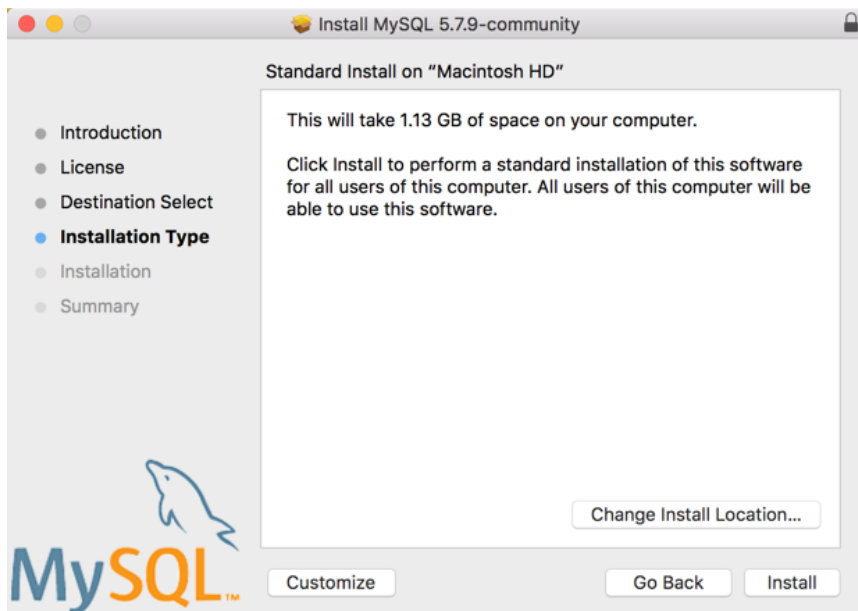 Install MySQL 5.7.9-community
Standard Install on “Macintosh HD”
Introduction
License
Destination Select
Installation Type
Installation
Summary
This will take 1.13 GB of space on your computer.
Click Install to perform a standard installation of this software
for all users of this computer. All users of this computer will be
able to use this software.
Change Install Location...
MySQL™
Customize
Go Back
Install